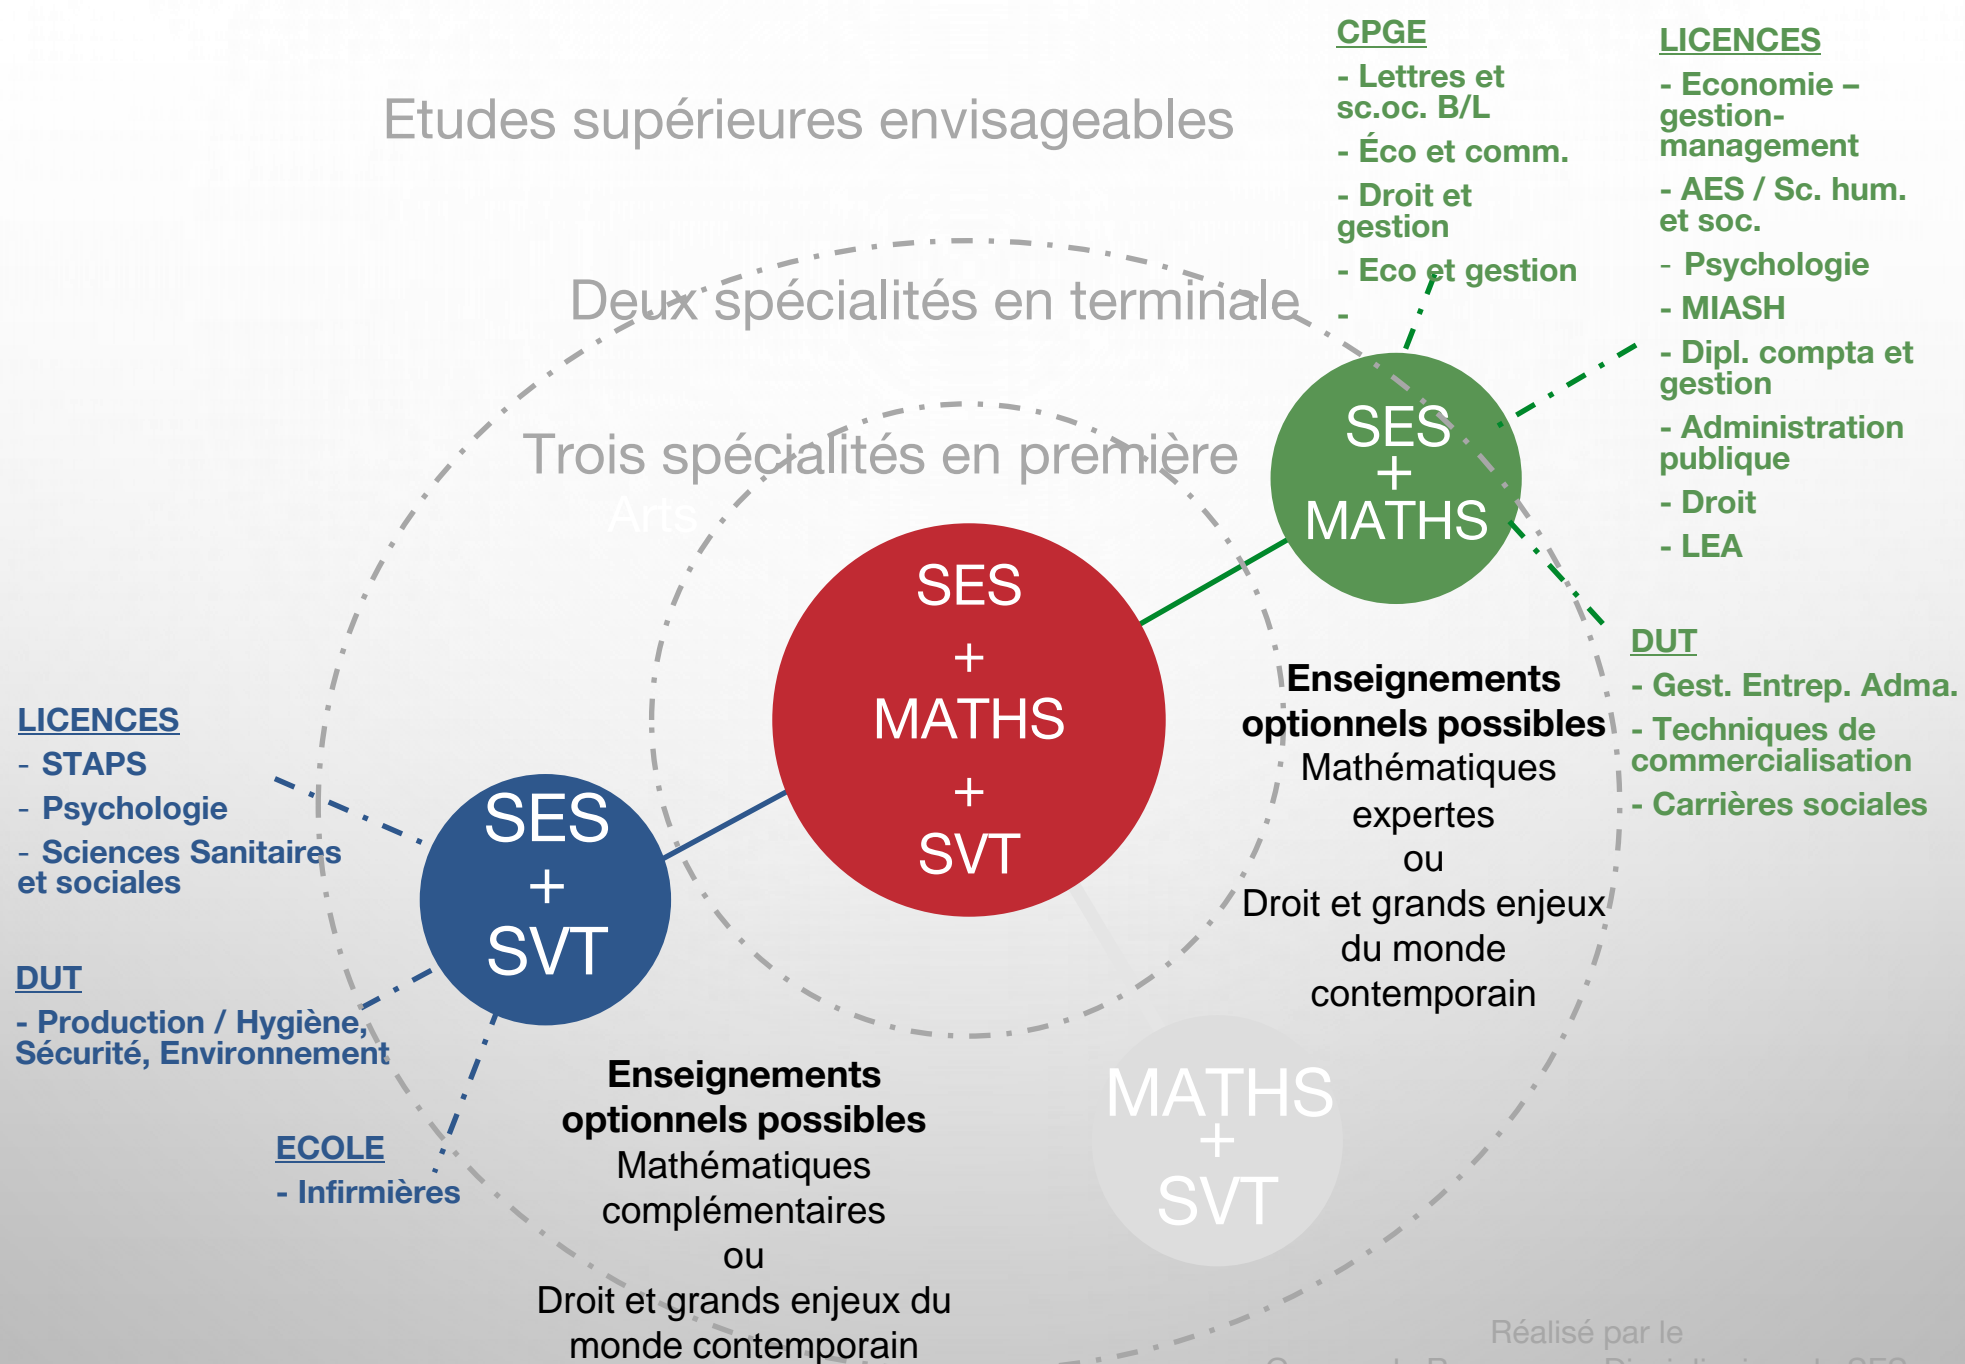 Etudes supérieures envisageables
Deux spécialités en terminale
Trois spécialités en première
Arts
CPGE
- Lettres et
sc.oc. B/L
- Éco et comm.
- Droit et
gestion
- Eco et gestion
-
LICENCES
- Economie –
gestion-
management
- AES / Sc. hum.
et soc.
- Psychologie
- MIASH
- Dipl. compta et
gestion
- Administration
publique
- Droit
- LEA
SES
+
MATHS
SES
+
MATHS
+
SVT
DUT
- Gest. Entrep. Adma.
- Techniques de
commercialisation
- Carrières sociales
Enseignements
optionnels possibles
Mathématiques
expertes
ou
Droit et grands enjeux
du monde
contemporain
LICENCES
- STAPS
- Psychologie
- Sciences Sanitaires
et sociales
SES
+
SVT
DUT
- Production / Hygiène,
Sécurité, Environnement
ECOLE
- Infirmières
Enseignements
optionnels possibles
Mathématiques
complémentaires
ou
Droit et grands enjeux du
monde contemporain
MATHS
+
SVT
Réalisé par le